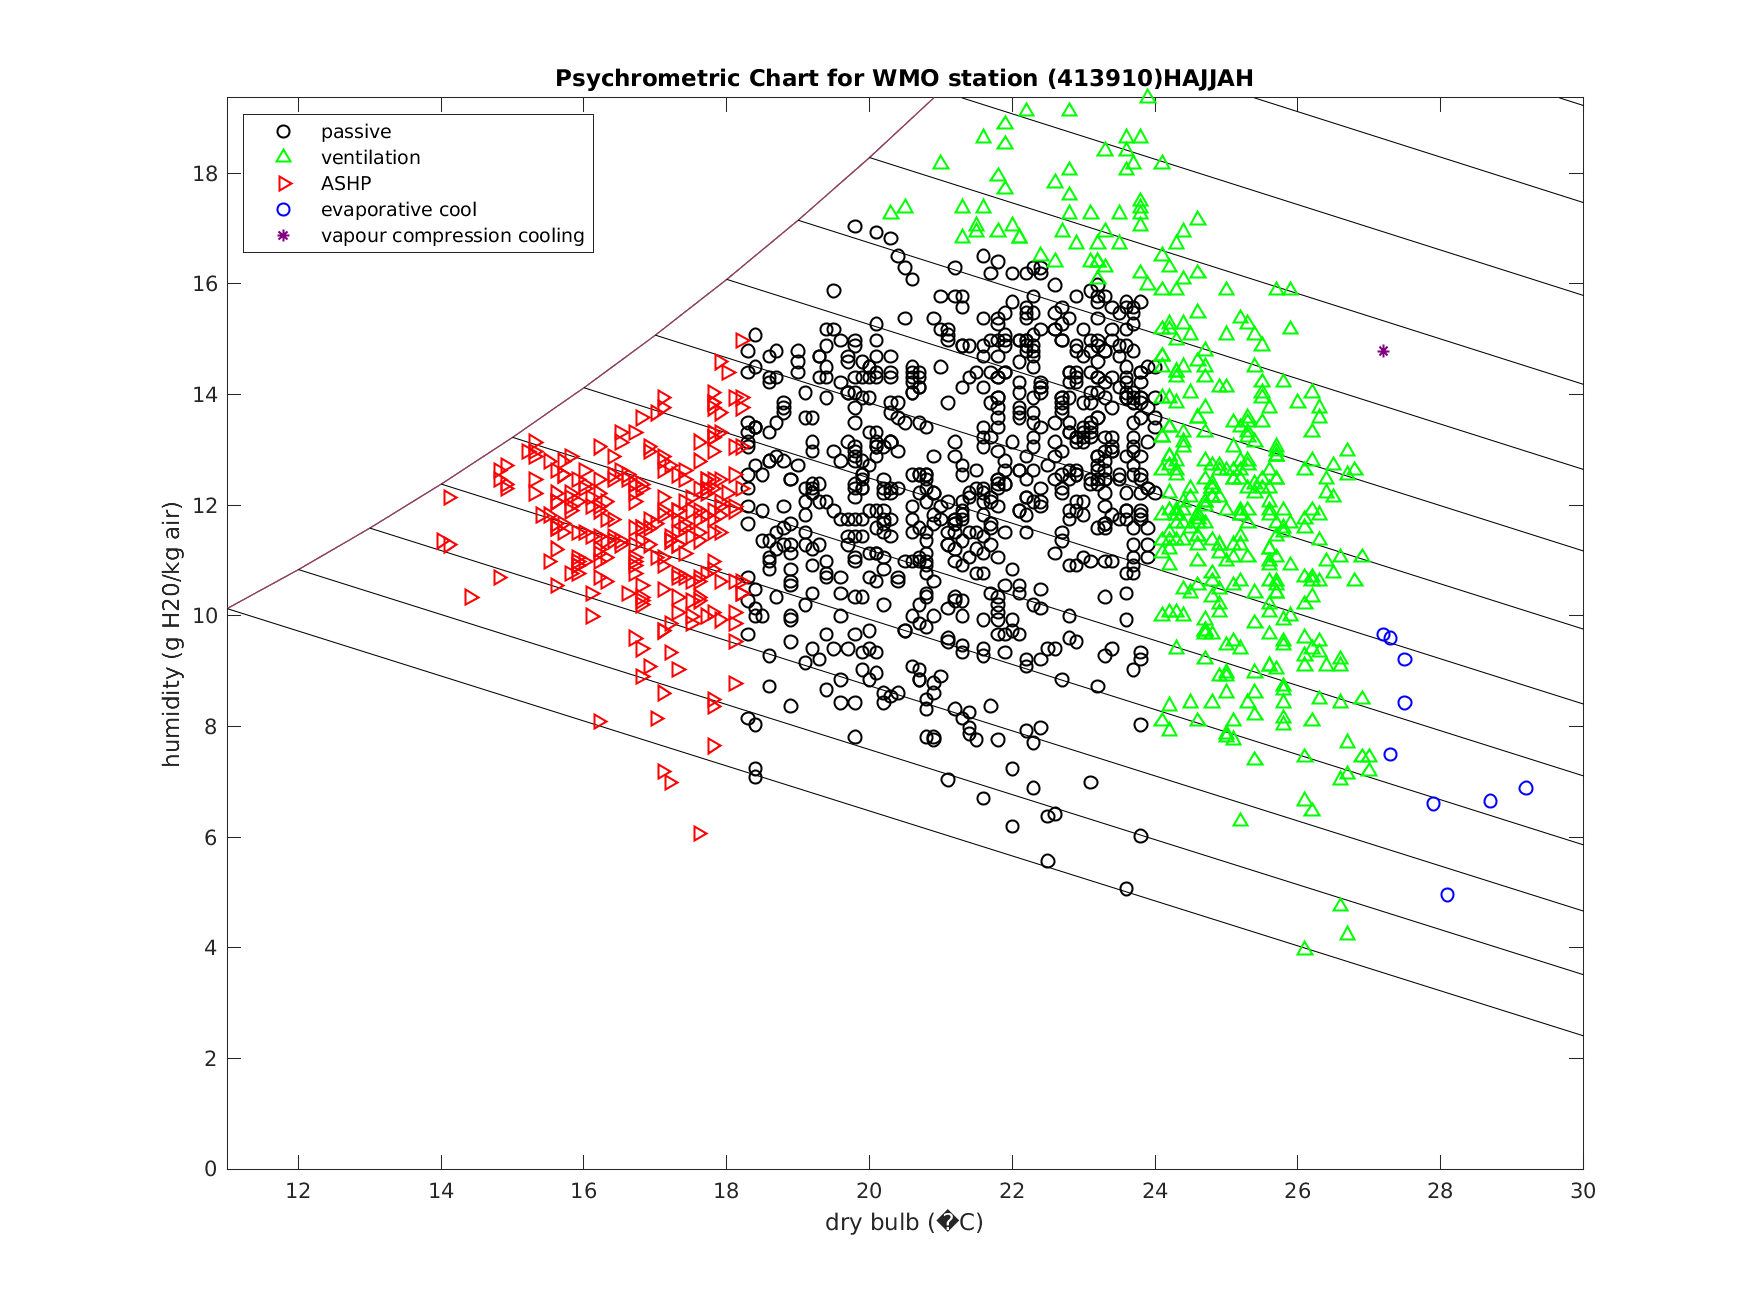 Psychrometric Chart for WMO station (413910)HAJJAH
passive
ventilation
ASHP
evaporative cool
vapour compression cooling
humidity (g H20/kg air)
18
16
14
12
10
8
6
4
2
0
12 14 16 18 20 22 24 26 28 30
dry bulb (�C)